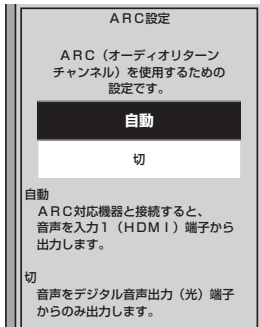 ARC設定
ARC(オーディオリターン
チャンネル)を使用するための
設定です。
自動
切
自動
ARC対応機器と接続すると、
音声を入力1(HDMI)端子から
出力します。
切
音声をデジタル音声出力(光)端子
からのみ出力します。